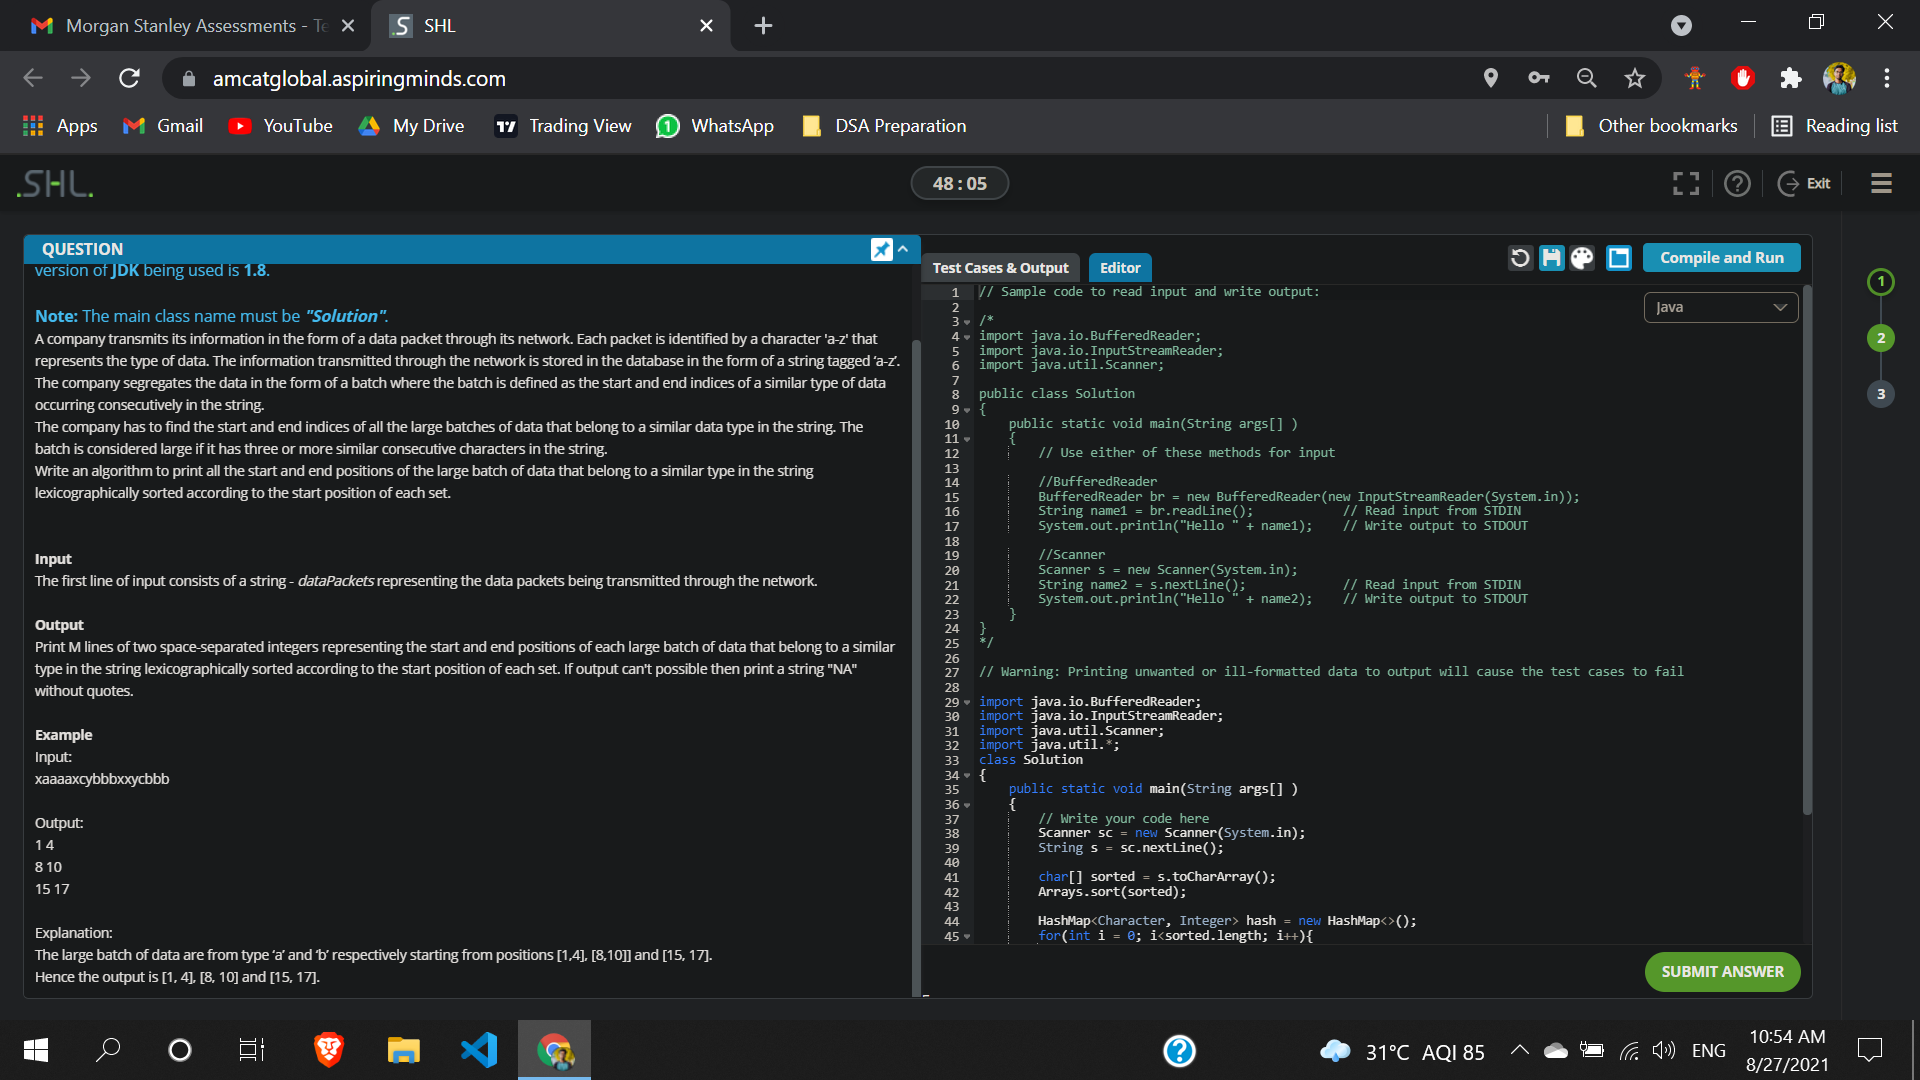 Morgan Stanley Assessments - Te
SHL
amcatglobal.aspiringminds.com
Apps
Gmail
YouTube
My Drive
Trading View
WhatsApp
DSA Preparation
Other bookmarks
Reading list
.SHL.
48 : 05
Exit
QUESTION
version of JDK being used is 1.8.
Note: The main class name must be "Solution".
A company transmits its information in the form of a data packet through its network. Each packet is identified by a character 'a-z' that
represents the type of data. The information transmitted through the network is stored in the database in the form of a string tagged ‘a-z’.
The company segregates the data in the form of a batch where the batch is defined as the start and end indices of a similar type of data
occurring consecutively in the string.
The company has to find the start and end indices of all the large batches of data that belong to a similar data type in the string. The
batch is considered large if it has three or more similar consecutive characters in the string.
Write an algorithm to print all the start and end positions of the large batch of data that belong to a similar type in the string
lexicographically sorted according to the start position of each set.
Input
The first line of input consists of a string - dataPackets representing the data packets being transmitted through the network.
Output
Print M lines of two space-separated integers representing the start and end positions of each large batch of data that belong to a similar
type in the string lexicographically sorted according to the start position of each set. If output can't possible then print a string "NA"
without quotes.
Example
Input:
xaaaaxcybbbxxycbbb
Output:
1 4
8 10
15 17
Explanation:
The large batch of data are from type ‘a’ and ‘b’ respectively starting from positions [1,4], [8,10]] and [15, 17].
Hence the output is [1, 4], [8, 10] and [15, 17].
Test Cases & Output
Editor
Compile and Run
Java
1 // Sample code to read input and write output:
2
3 /*
4 import java.io.BufferedReader;
5 import java.io.InputStreamReader;
6 import java.util.Scanner;
7
8 public class Solution
9 {
10 public static void main(String args[] )
11 {
12 // Use either of these methods for input
13
14 //BufferedReader
15 BufferedReader br = new BufferedReader(new InputStreamReader(System.in));
16 String name1 = br.readLine(); // Read input from STDIN
17 System.out.println("Hello " + name1); // Write output to STDOUT
18
19 //Scanner
20 Scanner s = new Scanner(System.in);
21 String name2 = s.nextLine(); // Read input from STDIN
22 System.out.println("Hello " + name2); // Write output to STDOUT
23 }
24 }
25 */
26
27 // Warning: Printing unwanted or ill-formatted data to output will cause the test cases to fail
28
29 import java.io.BufferedReader;
30 import java.io.InputStreamReader;
31 import java.util.Scanner;
32 import java.util.*;
33 class Solution
34 {
35 public static void main(String args[] )
36 {
37 // Write your code here
38 Scanner sc = new Scanner(System.in);
39 String s = sc.nextLine();
40
41 char[] sorted = s.toCharArray();
42 Arrays.sort(sorted);
43
44 HashMap<Character, Integer> hash = new HashMap<>();
45 for(int i = 0; i<sorted.length; i++){
SUBMIT ANSWER
1
2
3
31°C AQI 85
ENG
10:54 AM
8/27/2021